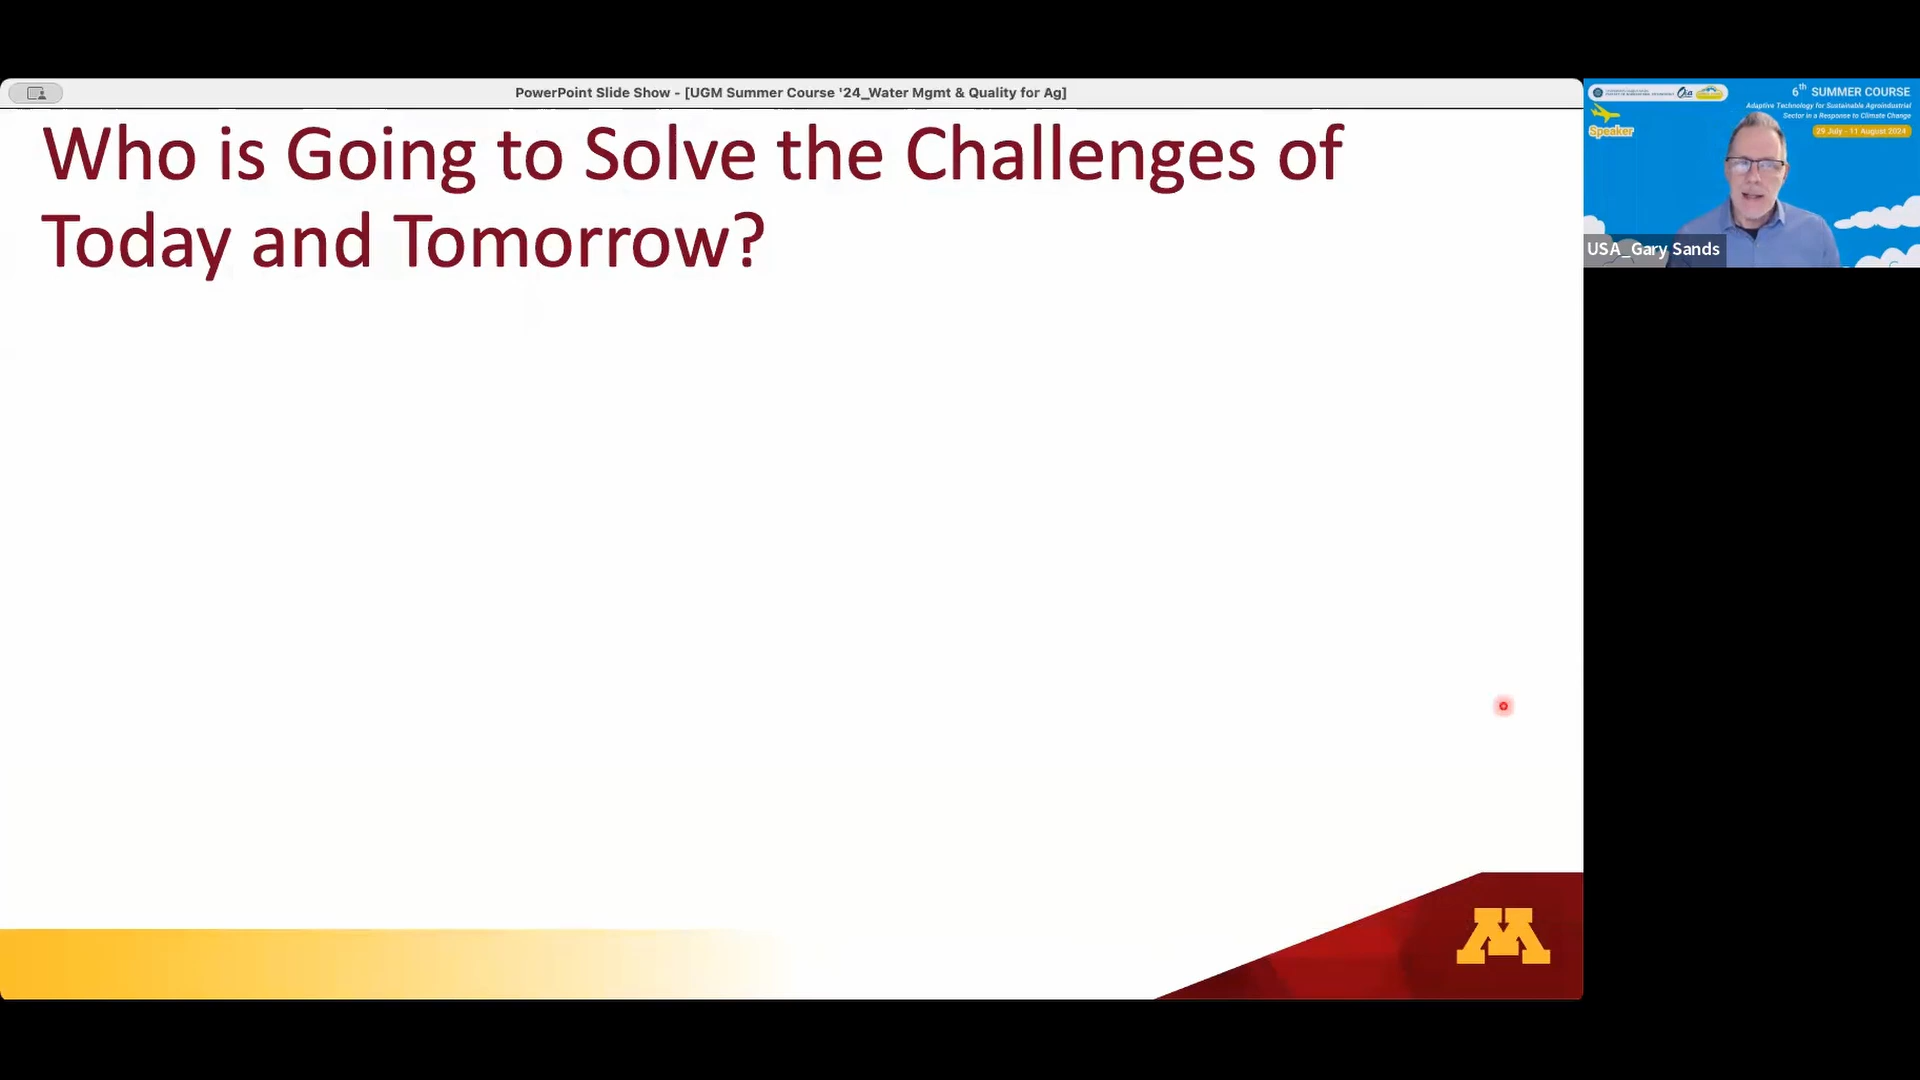 PowerPoint Slide Show - [UGM Summer Course '24_Water Mgmt & Quality for Ag]
Who is Going to Solve the Challenges of
Today and Tomorrow?
6th SUMMER COURSE
Adaptive Technology for Sustainable Agroindustrial
Sector in a Response to Climate Change
29 July - 11 August 2024
Speaker
USA_Gary Sands
M